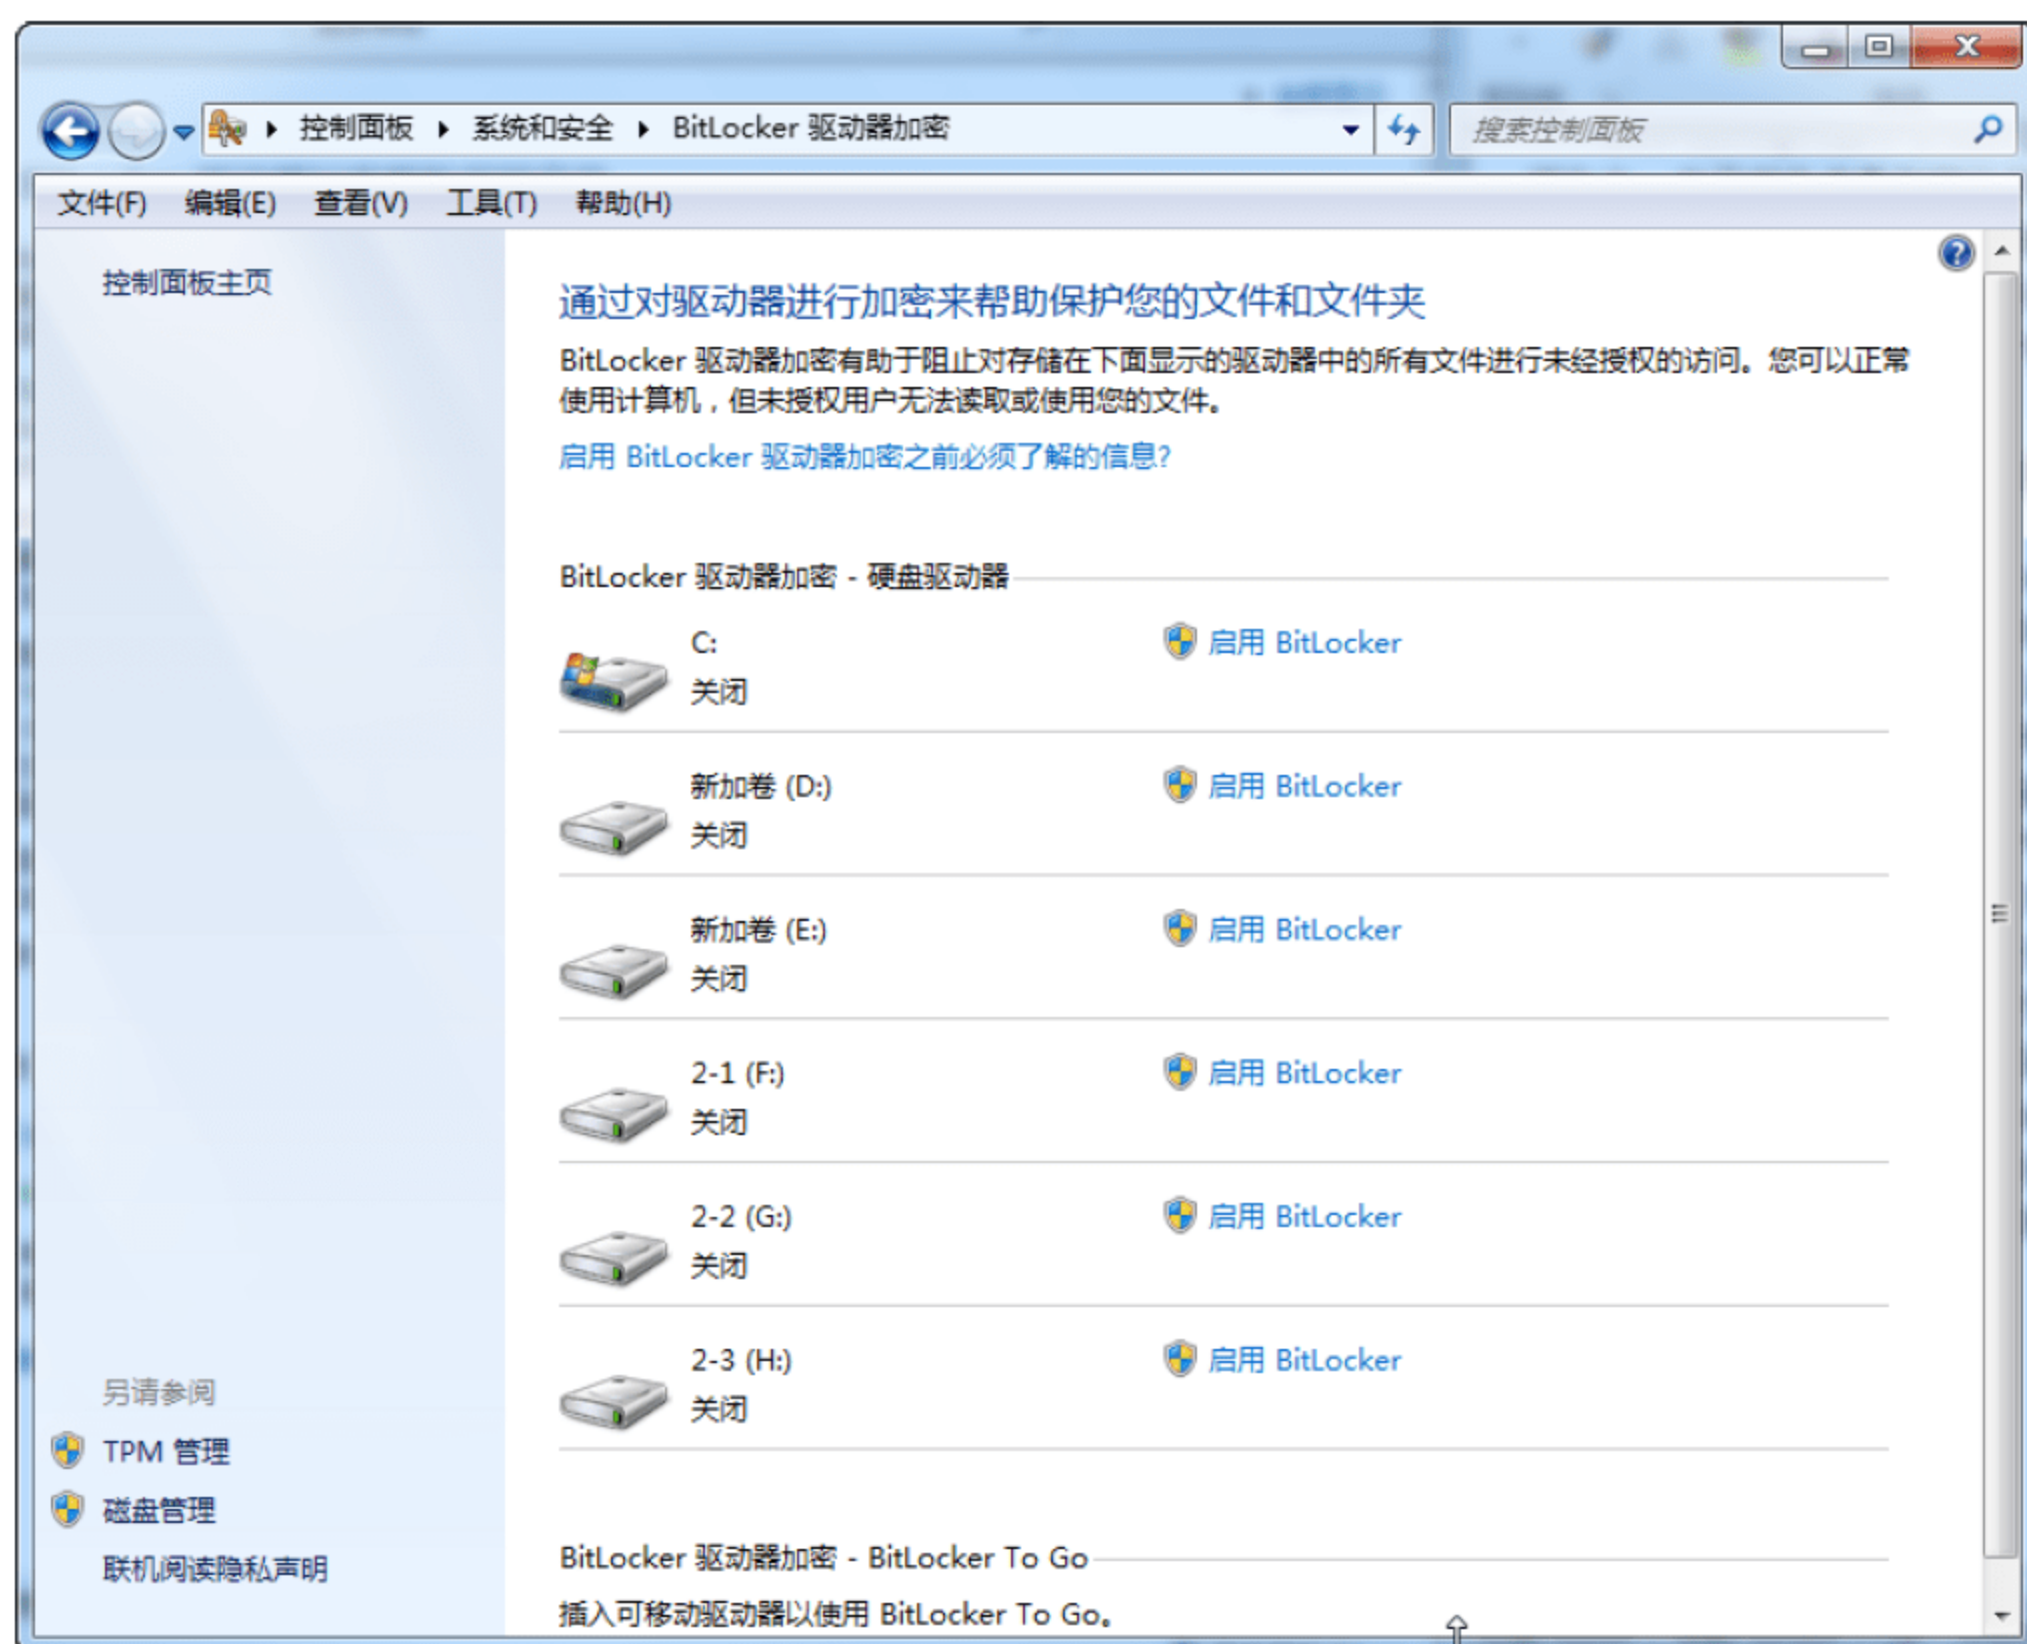 控制面板 系统和安全 BitLocker 驱动器加密
搜索控制面板
文件(F) 编辑(E) 查看(V) 工具(T) 帮助(H)
控制面板主页
通过对驱动器进行加密来帮助保护您的文件和文件夹
BitLocker 驱动器加密有助于阻止对存储在下面显示的驱动器中的所有文件进行未经授权的访问。您可以正常
使用计算机，但未授权用户无法读取或使用您的文件。
启用 BitLocker 驱动器加密之前必须了解的信息?
BitLocker 驱动器加密 - 硬盘驱动器
C: 启用 BitLocker
关闭
新加卷 (D:) 启用 BitLocker
关闭
新加卷 (E:) 启用 BitLocker
关闭
2-1 (F:) 启用 BitLocker
关闭
2-2 (G:) 启用 BitLocker
关闭
2-3 (H:) 启用 BitLocker
关闭
另请参阅
TPM 管理
磁盘管理
联机阅读隐私声明
BitLocker 驱动器加密 - BitLocker To Go
插入可移动驱动器以使用 BitLocker To Go。